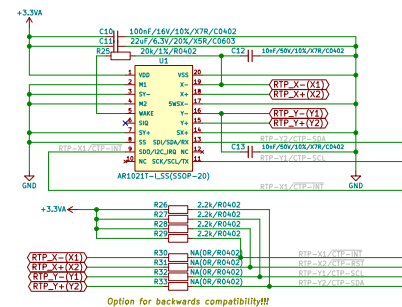 +3.3VA
C10 100nF/16V/10%/X7R/C0402
C11 22uF/6.3V/20%/X5R/C0603
R25 20k/1%/R0402 C12 10nF/50V/10%/X7R/C0402
U1
1 VDD VSS 20
2 M1 X- 19 RTP_X-(X1)
3 SY- X+ 18 RTP_X+(X2)
4 M2 5WSX- 17
5 WAKE Y- 16 RTP_Y-(Y1)
6 SIQ Y+ 15 RTP_Y+(Y2)
7 SY+ SX+ 14
8 SS SDI/SDA/RX 13 RTP-Y2/CTP-SDA
RTP-X1/CTP-INT 9 SDO/I2C_IRQ NC 12 C13 10nF/50V/10%/X7R/C0402
10 NC SCK/SCL/TX 11 RTP-Y1/CTP-SCL
AR1021T-I_SS(SSOP-20)
GND GND
RTP-X1/CTP-INT
+3.3VA
R26 2.2k/R0402
R27 2.2k/R0402
R28 2.2k/R0402
R29 2.2k/R0402
RTP_X-(X1) R30 NA(0R/R0402) RTP-X1/CTP-INT
RTP_X+(X2) R31 NA(0R/R0402) RTP-X2/CTP-RST
RTP_Y-(Y1) R32 NA(0R/R0402) RTP-Y1/CTP-SCL
RTP_Y+(Y2) R33 NA(0R/R0402) RTP-Y2/CTP-SDA
Option for backwards compatibility!!!